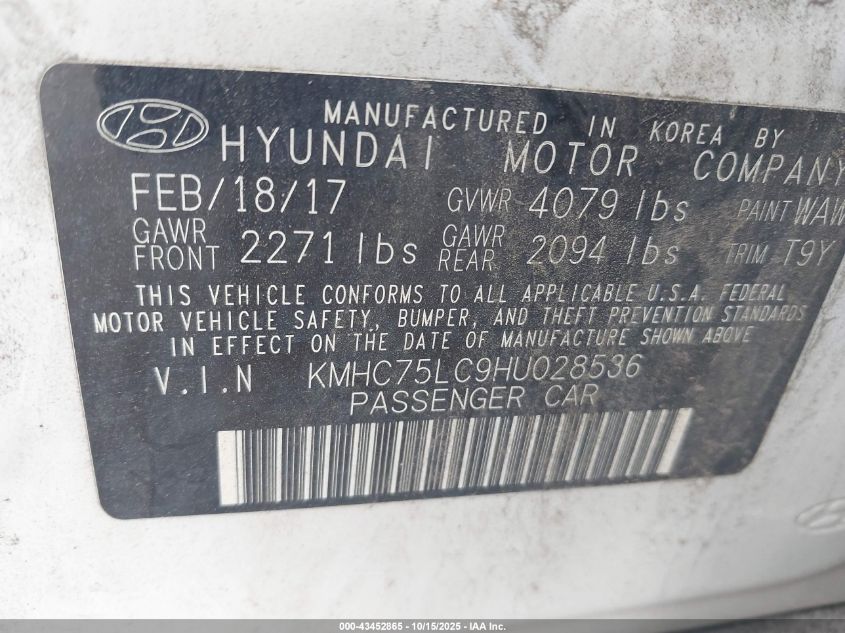 MANUFACTURED IN KOREA BY
HYUNDAI MOTOR COMPANY
FEB/18/17 GVWR 4079 lbs PAINT WAW
GAWR FRONT 2271 lbs GAWR REAR 2094 lbs TRIM T9Y
THIS VEHICLE CONFORMS TO ALL APPLICABLE U.S.A. FEDERAL
MOTOR VEHICLE SAFETY, BUMPER, AND THEFT PREVENTION STANDARDS
IN EFFECT ON THE DATE OF MANUFACTURE SHOWN ABOVE
V.I.N KMHC75LC9HU028536
PASSENGER CAR
000-43452865 - 10/15/2025 - IAA Inc.